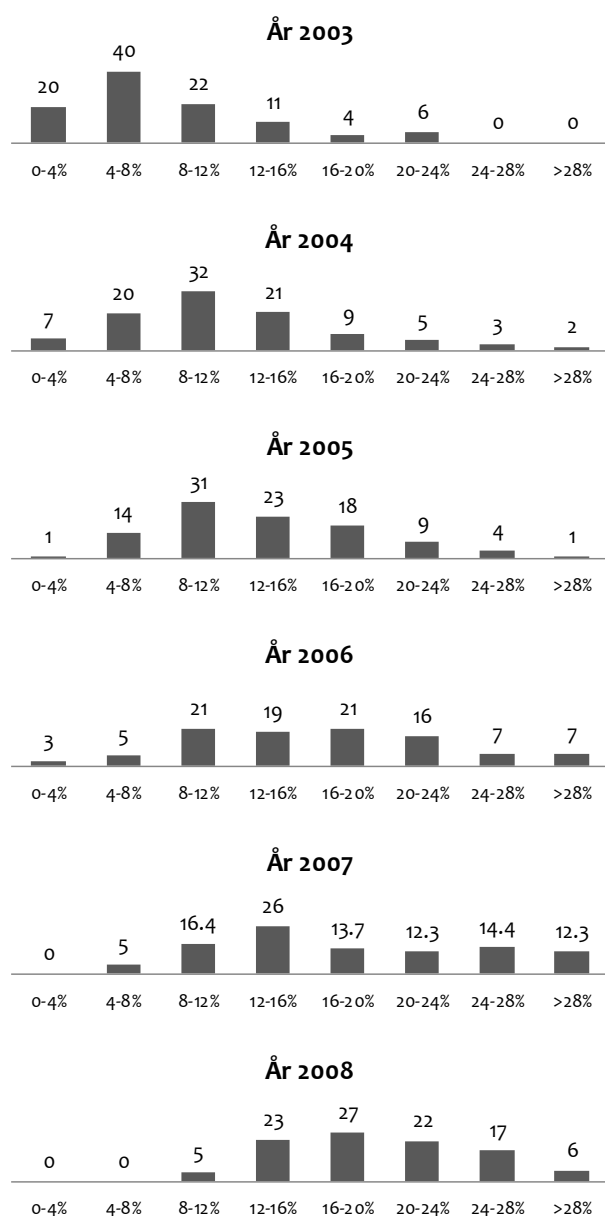 År 2003
20 40 22 11 4 6 0 0
0-4% 4-8% 8-12% 12-16% 16-20% 20-24% 24-28% >28%
År 2004
7 20 32 21 9 5 3 2
0-4% 4-8% 8-12% 12-16% 16-20% 20-24% 24-28% >28%
År 2005
1 14 31 23 18 9 4 1
0-4% 4-8% 8-12% 12-16% 16-20% 20-24% 24-28% >28%
År 2006
3 5 21 19 21 16 7 7
0-4% 4-8% 8-12% 12-16% 16-20% 20-24% 24-28% >28%
År 2007
0 5 16.4 26 13.7 12.3 14.4 12.3
0-4% 4-8% 8-12% 12-16% 16-20% 20-24% 24-28% >28%
År 2008
0 0 5 23 27 22 17 6
0-4% 4-8% 8-12% 12-16% 16-20% 20-24% 24-28% >28%